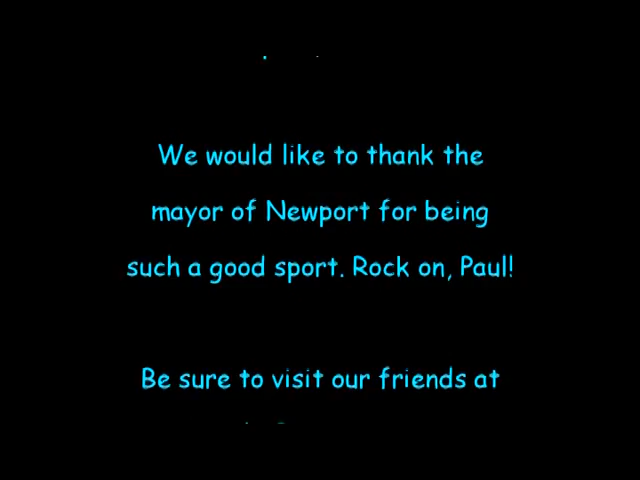 We would like to thank the
mayor of Newport for being
such a good sport. Rock on, Paul!
Be sure to visit our friends at